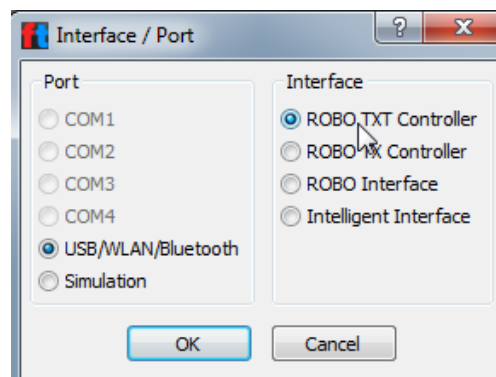 Interface / Port
Port
COM1
COM2
COM3
COM4
USB/WLAN/Bluetooth
Simulation
Interface
ROBO TXT Controller
ROBO TX Controller
ROBO Interface
Intelligent Interface
OK
Cancel